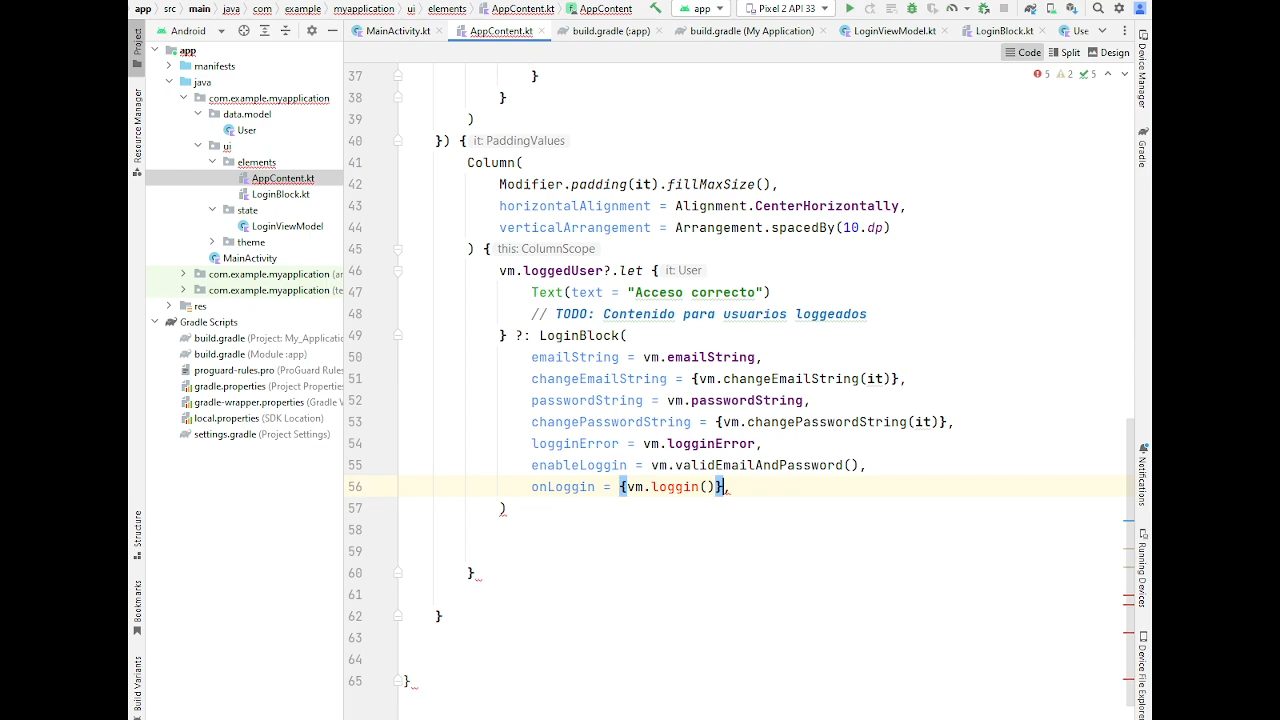 app src main java com example myapplication ui elements AppContent.kt AppContent app Pixel 2 API 33
Project
Resource Manager
Structure
Bookmarks
Build Variants
Android
app
manifests
java
com.example.myapplication
data.model
User
ui
elements
AppContent.kt
LoginBlock.kt
state
LoginViewModel
theme
MainActivity
com.example.myapplication (
com.example.myapplication (te
res
Gradle Scripts
build.gradle (Project: My_Applicatio
build.gradle (Module :app)
proguard-rules.pro (ProGuard Rules
gradle.properties (Project Properties
gradle-wrapper.properties (Gradle V
local.properties (SDK Location)
settings.gradle (Project Settings)
MainActivity.kt AppContent.kt build.gradle (:app) build.gradle (My Application) LoginViewModel.kt LoginBlock.kt Use
Code Split Design
5 2 5
37 }
38 }
39 )
40 }) { it: PaddingValues
41 Column(
42 Modifier.padding(it).fillMaxSize(),
43 horizontalAlignment = Alignment.CenterHorizontally,
44 verticalArrangement = Arrangement.spacedBy(10.dp)
45 ) { this: ColumnScope
46 vm.loggedUser?.let { it: User
47 Text(text = "Acceso correcto")
48 // TODO: Contenido para usuarios loggeados
49 } ?: LoginBlock(
50 emailString = vm.emailString,
51 changeEmailString = {vm.changeEmailString(it)},
52 passwordString = vm.passwordString,
53 changePasswordString = {vm.changePasswordString(it)},
54 logginError = vm.logginError,
55 enableLoggin = vm.validEmailAndPassword(),
56 onLoggin = {vm.loggin()},
57 )
58
59
60 }
61
62 }
63
64
65 }
Device Manager
Gradle
Notifications
Running Devices
Device File Explorer